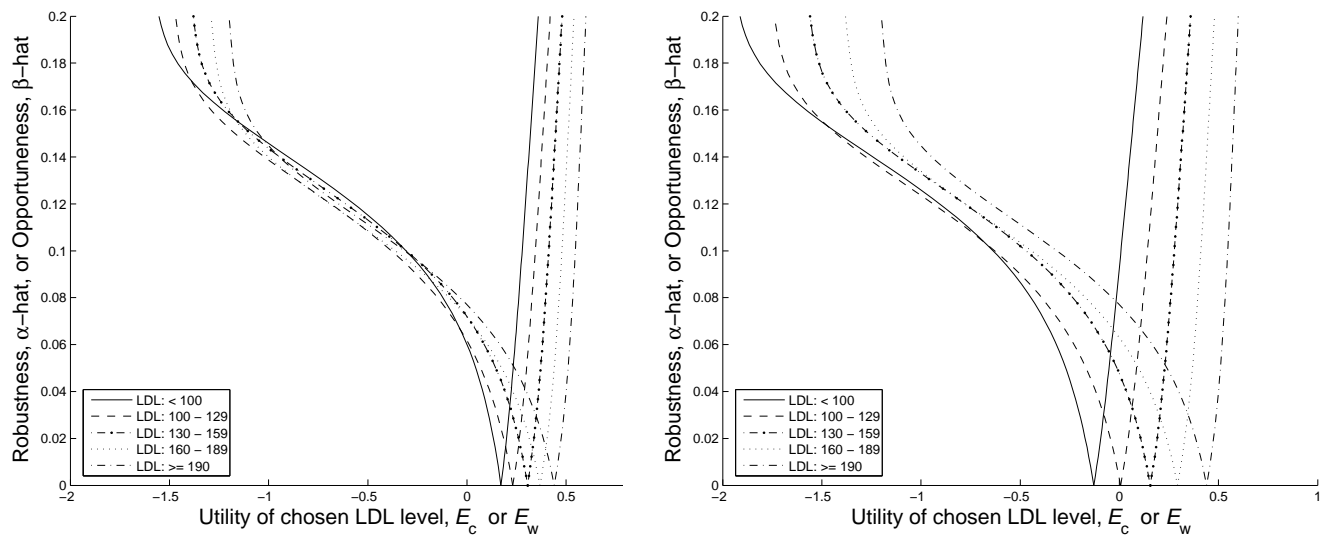 0.2
0.18
0.16
0.14
0.12
0.1
0.08
0.06
0.04
0.02
0
Robustness, α−hat, or Opportuneness, β−hat
LDL: < 100
LDL: 100 − 129
LDL: 130 − 159
LDL: 160 − 189
LDL: >= 190
−2 −1.5 −1 −0.5 0 0.5
Utility of chosen LDL level, E_c or E_w
0.2
0.18
0.16
0.14
0.12
0.1
0.08
0.06
0.04
0.02
0
Robustness, α−hat, or Opportuneness, β−hat
LDL: < 100
LDL: 100 − 129
LDL: 130 − 159
LDL: 160 − 189
LDL: >= 190
−2 −1.5 −1 −0.5 0 0.5 1
Utility of chosen LDL level, E_c or E_w